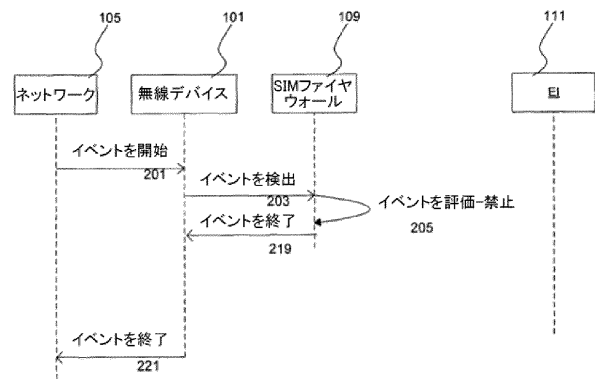 105
101
109
111
ネットワーク
無線デバイス
SIMファイヤ
ウォール
EI
イベントを開始
201
イベントを検出
203
イベントを評価-禁止
205
イベントを終了
219
イベントを終了
221